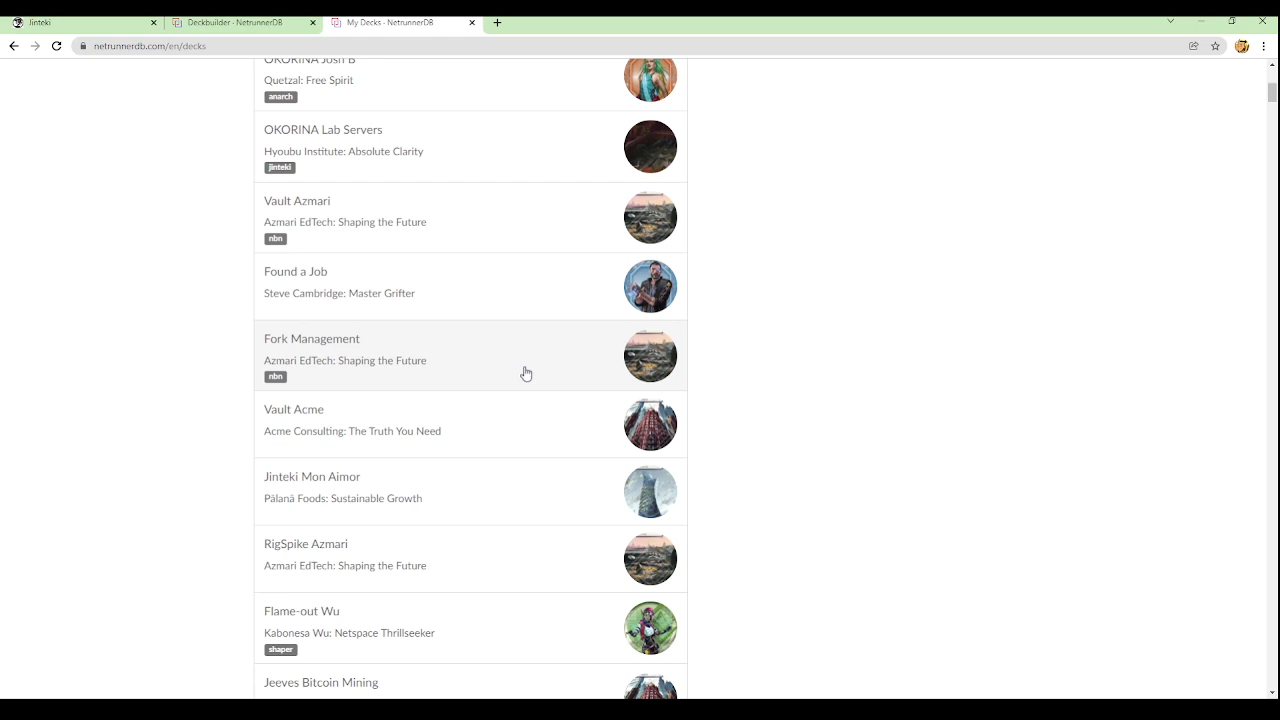 Jinteki
Deckbuilder · NetrunnerDB
My Decks · NetrunnerDB
netrunnerdb.com/en/decks
OKORINA Josh B
Quetzal: Free Spirit
anarch
OKORINA Lab Servers
Hyoubu Institute: Absolute Clarity
jinteki
Vault Azmari
Azmari EdTech: Shaping the Future
nbn
Found a Job
Steve Cambridge: Master Grifter
Fork Management
Azmari EdTech: Shaping the Future
nbn
Vault Acme
Acme Consulting: The Truth You Need
Jinteki Mon Aimor
Pālanā Foods: Sustainable Growth
RigSpike Azmari
Azmari EdTech: Shaping the Future
Flame-out Wu
Kabonesa Wu: Netspace Thrillseeker
shaper
Jeeves Bitcoin Mining